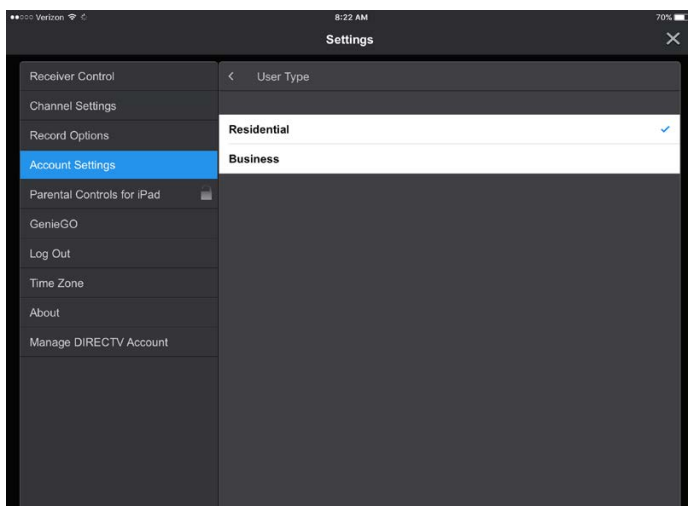 Verizon 8:22 AM 70%
Settings
Receiver Control
Channel Settings
Record Options
Account Settings
Parental Controls for iPad
GenieGO
Log Out
Time Zone
About
Manage DIRECTV Account
User Type
Residential
Business